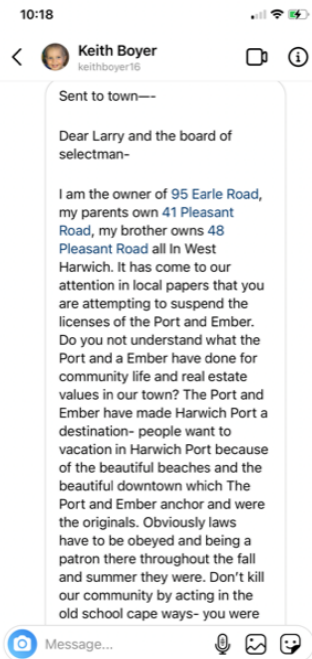 10:18
Keith Boyer
keithboyer16
Sent to town—-
Dear Larry and the board of
selectman-
I am the owner of 95 Earle Road,
my parents own 41 Pleasant
Road, my brother owns 48
Pleasant Road all In West
Harwich. It has come to our
attention in local papers that you
are attempting to suspend the
licenses of the Port and Ember.
Do you not understand what the
Port and a Ember have done for
community life and real estate
values in our town? The Port and
Ember have made Harwich Port a
destination- people want to
vacation in Harwich Port because
of the beautiful beaches and the
beautiful downtown which The
Port and Ember anchor and were
the originals. Obviously laws
have to be obeyed and being a
patron there throughout the fall
and summer they were. Don't kill
our community by acting in the
old school cape ways- you were
Message...